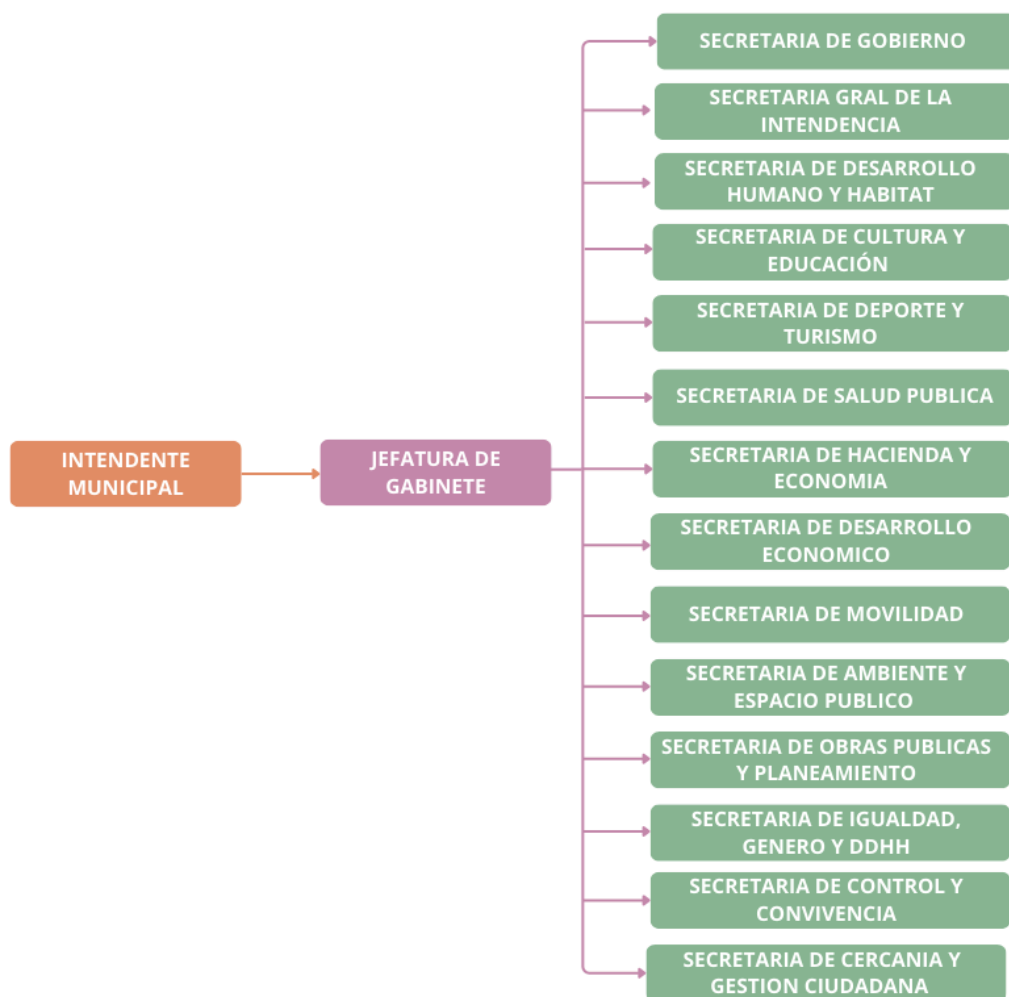 SECRETARIA DE GOBIERNO
SECRETARIA GRAL DE LA
INTENDENCIA
SECRETARIA DE DESARROLLO
HUMANO Y HABITAT
SECRETARIA DE CULTURA Y
EDUCACIÓN
SECRETARIA DE DEPORTE Y
TURISMO
SECRETARIA DE SALUD PUBLICA
INTENDENTE
MUNICIPAL
JEFATURA DE
GABINETE
SECRETARIA DE HACIENDA Y
ECONOMIA
SECRETARIA DE DESARROLLO
ECONOMICO
SECRETARIA DE MOVILIDAD
SECRETARIA DE AMBIENTE Y
ESPACIO PUBLICO
SECRETARIA DE OBRAS PUBLICAS
Y PLANEAMIENTO
SECRETARIA DE IGUALDAD,
GENERO Y DDHH
SECRETARIA DE CONTROL Y
CONVIVENCIA
SECRETARIA DE CERCANIA Y
GESTION CIUDADANA